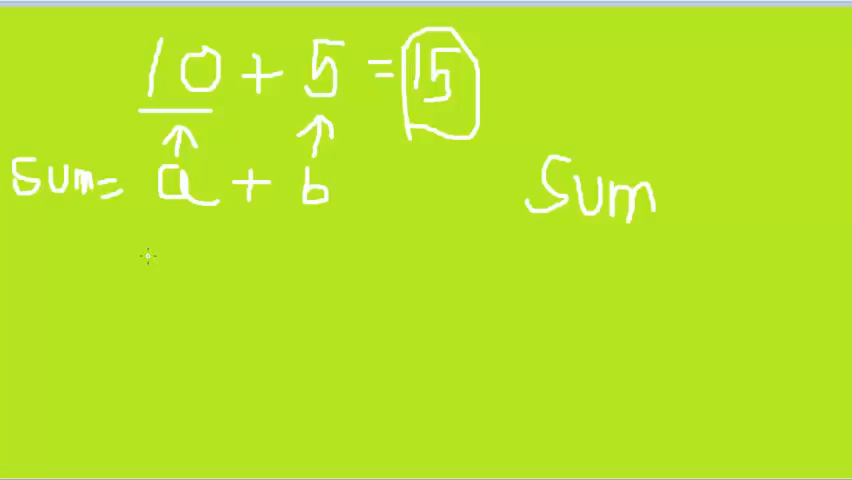 10 + 5 = 15
sum = a + b
Sum